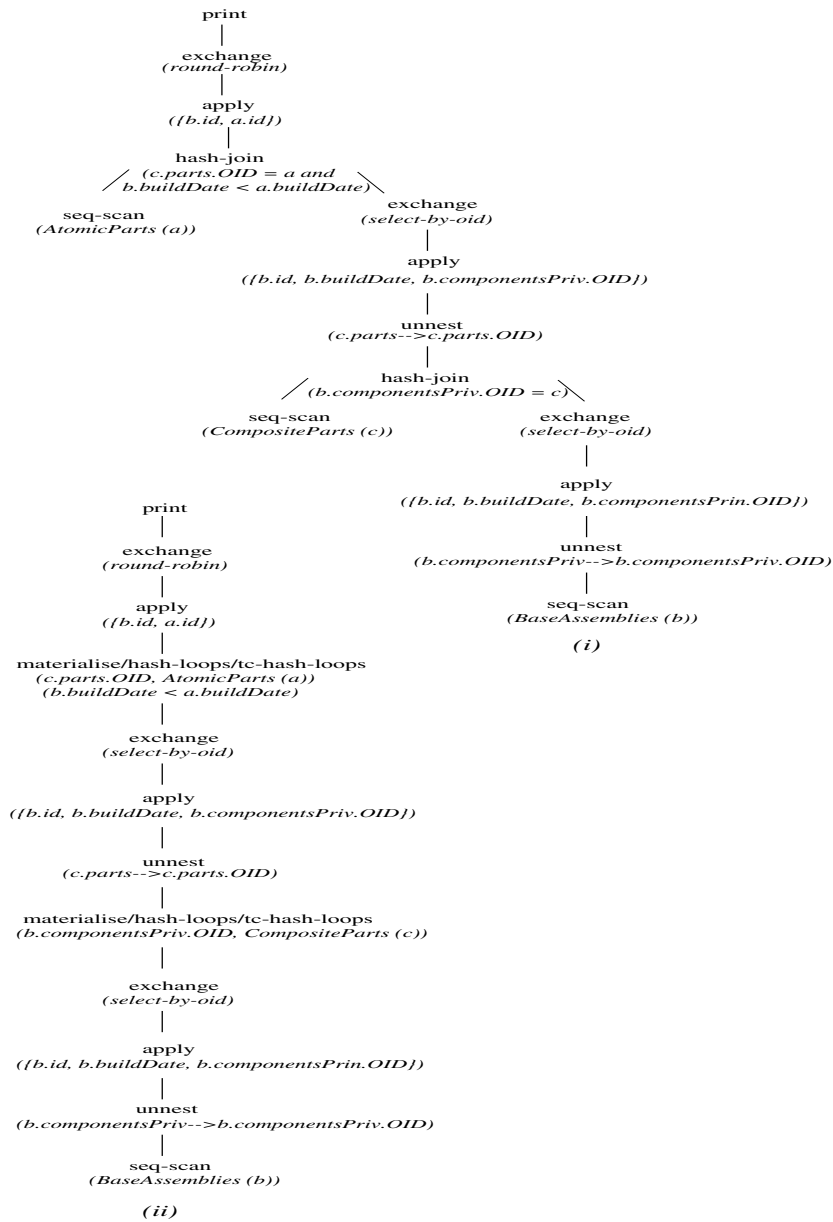 print
exchange
(round-robin)
apply
({b.id, a.id})
hash-join
(c.parts.OID = a and
b.buildDate < a.buildDate)
seq-scan
(AtomicParts (a))
exchange
(select-by-oid)
apply
({b.id, b.buildDate, b.componentsPriv.OID})
unnest
(c.parts-->c.parts.OID)
hash-join
(b.componentsPriv.OID = c)
seq-scan
(CompositeParts (c))
exchange
(select-by-oid)
apply
({b.id, b.buildDate, b.componentsPrin.OID})
unnest
(b.componentsPriv-->b.componentsPriv.OID)
seq-scan
(BaseAssemblies (b))
(i)
print
exchange
(round-robin)
apply
({b.id, a.id})
materialise/hash-loops/tc-hash-loops
(c.parts.OID, AtomicParts (a))
(b.buildDate < a.buildDate)
exchange
(select-by-oid)
apply
({b.id, b.buildDate, b.componentsPriv.OID})
unnest
(c.parts-->c.parts.OID)
materialise/hash-loops/tc-hash-loops
(b.componentsPriv.OID, CompositeParts (c))
exchange
(select-by-oid)
apply
({b.id, b.buildDate, b.componentsPrin.OID})
unnest
(b.componentsPriv-->b.componentsPriv.OID)
seq-scan
(BaseAssemblies (b))
(ii)